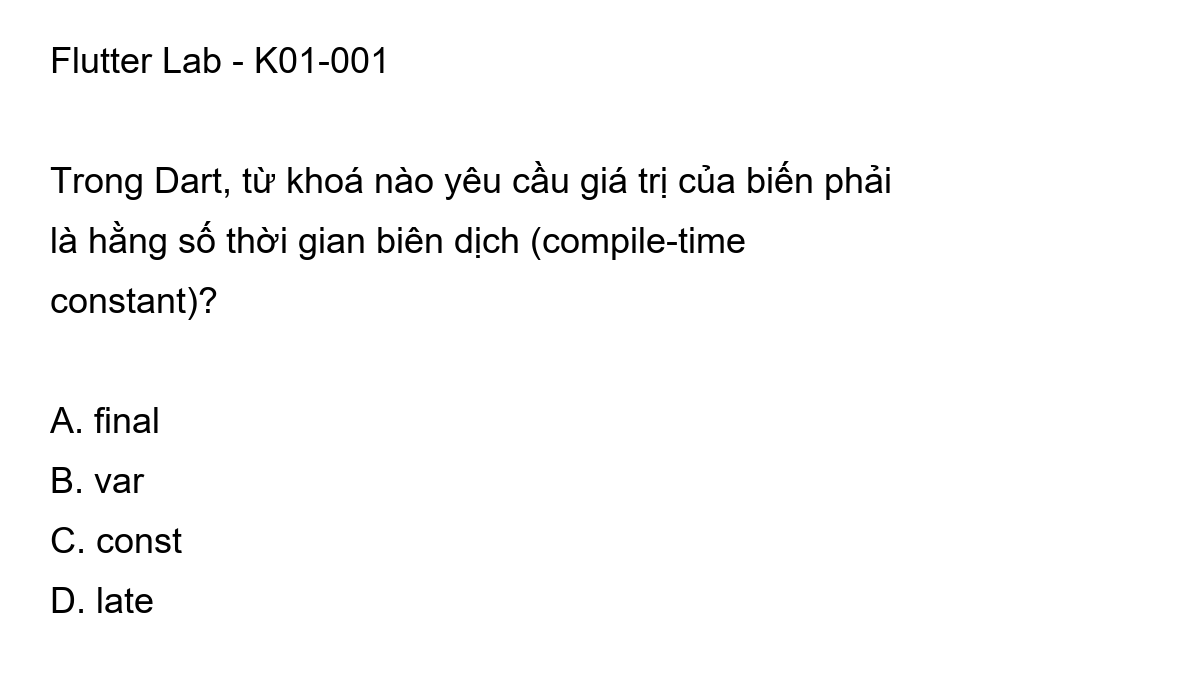 Flutter Lab - K01-001
Trong Dart, từ khoá nào yêu cầu giá trị của biến phải
là hằng số thời gian biên dịch (compile-time
constant)?
A. final
B. var
C. const
D. late